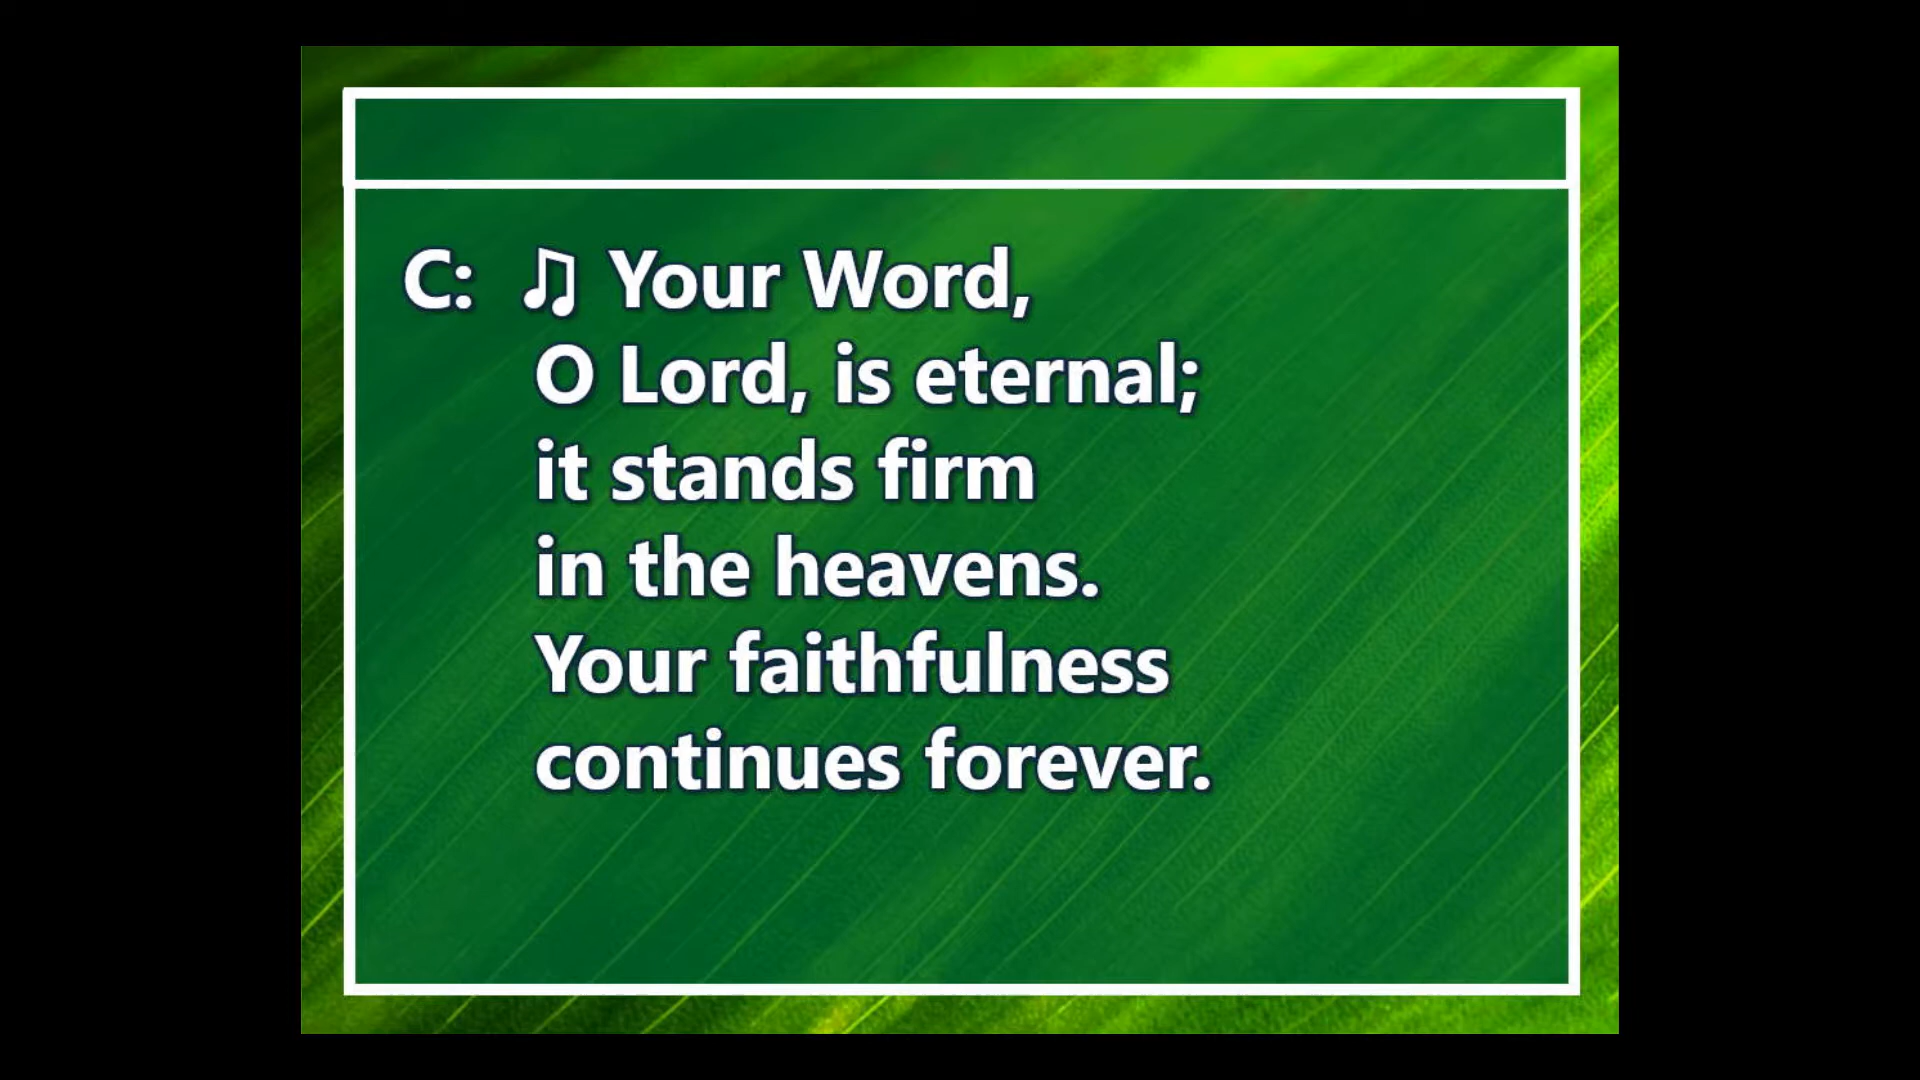 C: ♫ Your Word,
O Lord, is eternal;
it stands firm
in the heavens.
Your faithfulness
continues forever.